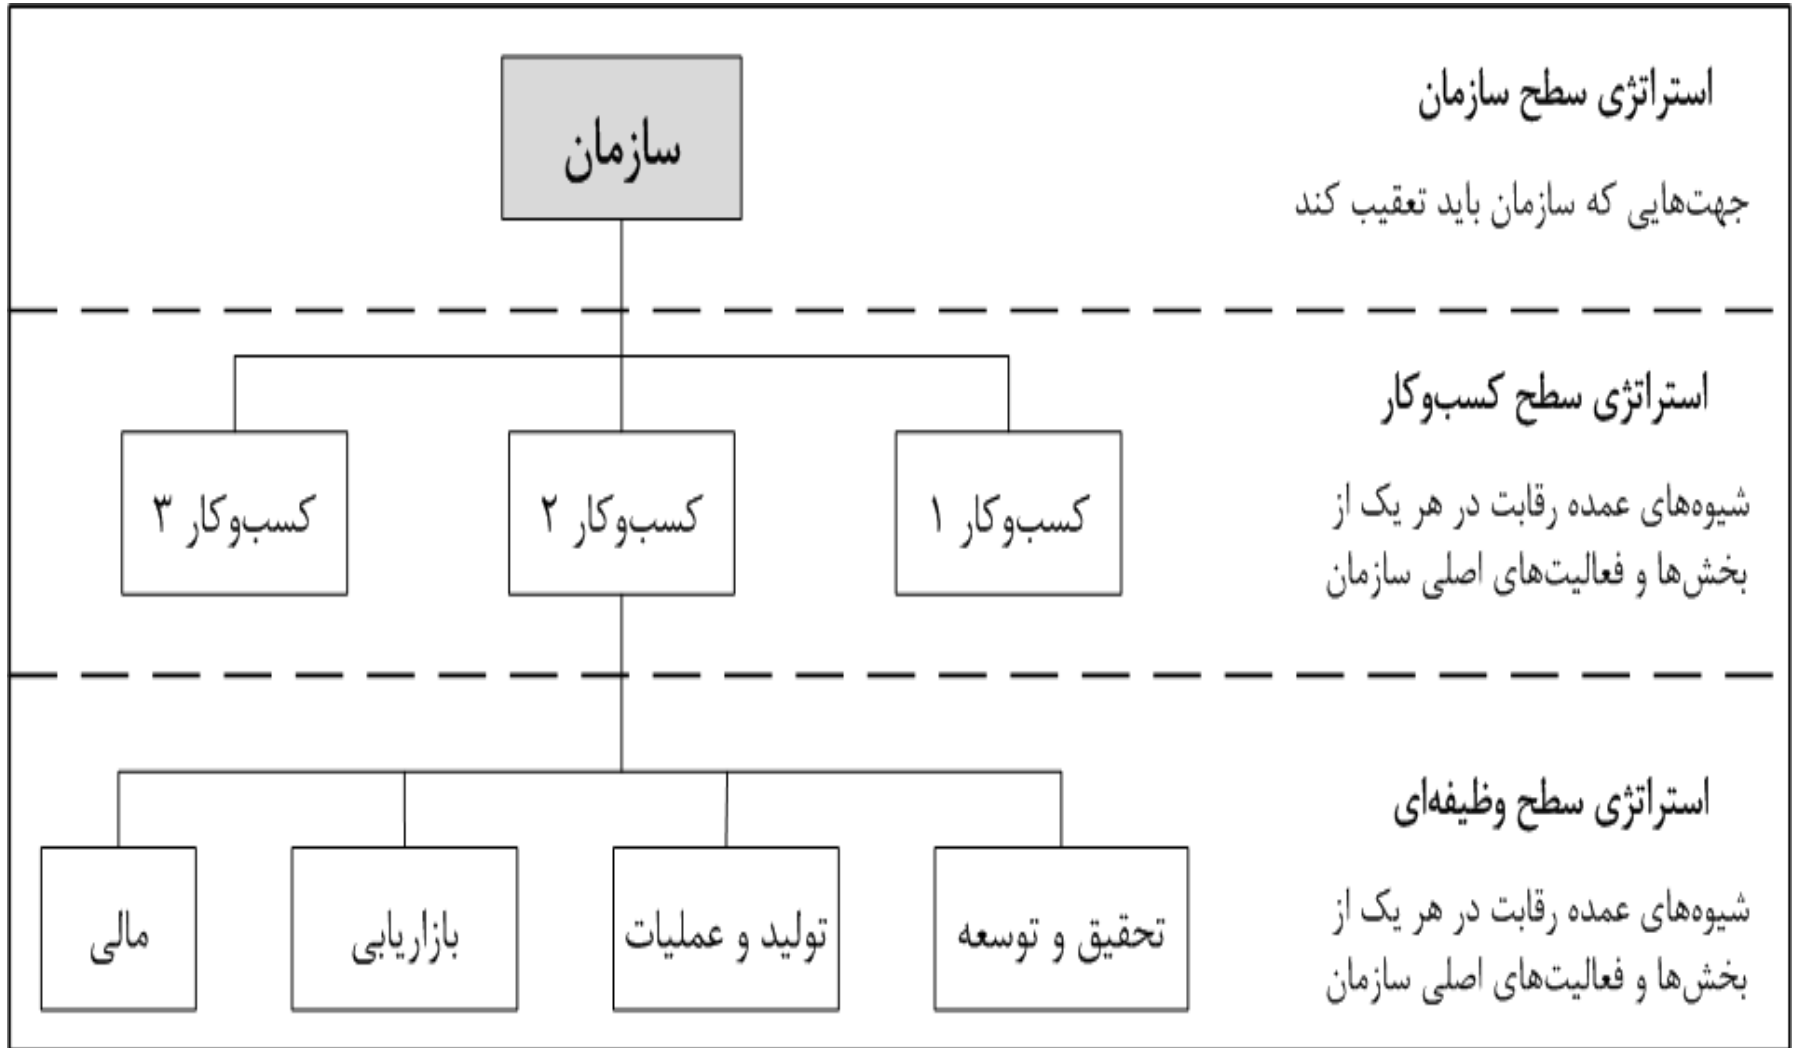 استراتژی سطح سازمان
سازمان
جهت‌هایی که سازمان باید تعقیب کند
استراتژی سطح کسب‌وکار
شیوه‌های عمده رقابت در هر یک از
بخش‌ها و فعالیت‌های اصلی سازمان
کسب‌وکار ۱
کسب‌وکار ۲
کسب‌وکار ۳
استراتژی سطح وظیفه‌ای
شیوه‌های عمده رقابت در هر یک از
بخش‌ها و فعالیت‌های اصلی سازمان
تحقیق و توسعه
تولید و عملیات
بازاریابی
مالی